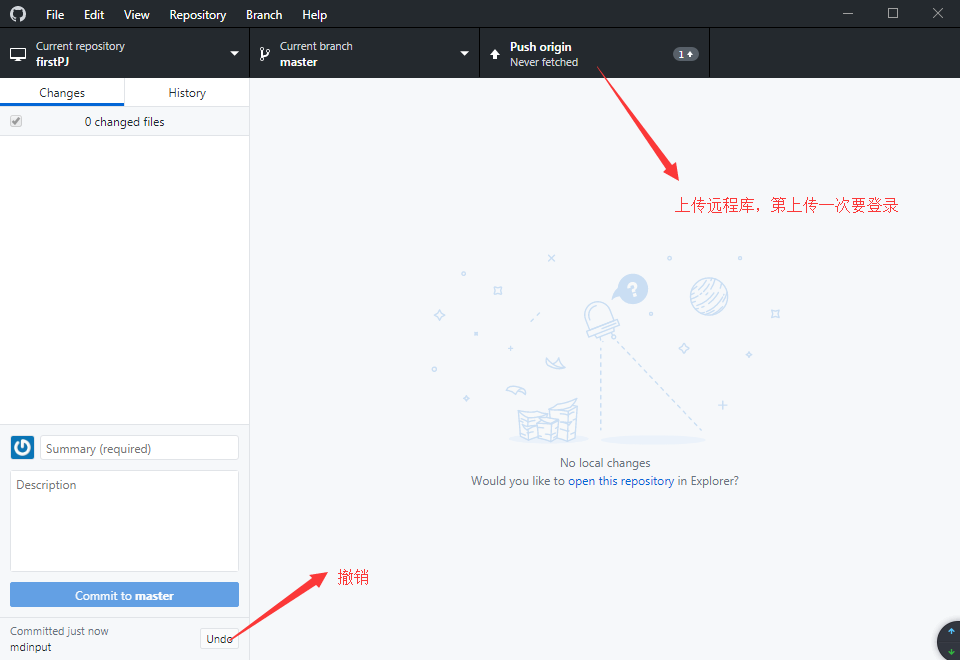 File Edit View Repository Branch Help
Current repository
firstPJ
Current branch
master
Push origin
Never fetched
1
Changes
History
0 changed files
上传远程库，第上传一次要登录
?
No local changes
Would you like to open this repository in Explorer?
Summary (required)
Description
Commit to master
撤销
Committed just now
mdinput
Undo